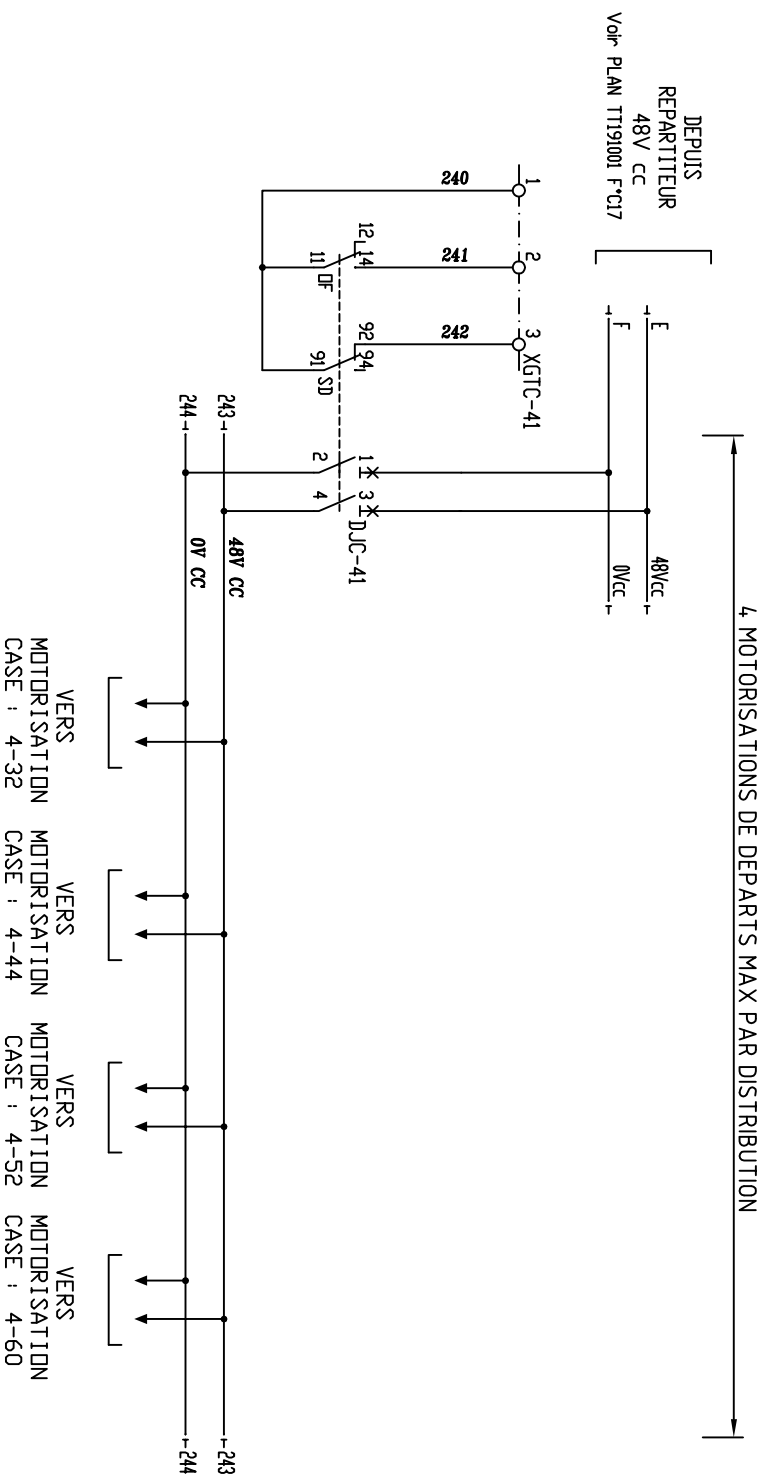 4 MOTORISATIONS DE DEPARTS MAX PAR DISTRIBUTION
DEPUIS
REPARTITEUR
48V CC
Voir PLAN TT191001 F°C17
E
F
48Vcc
0Vcc
1
2
3
XGTC-41
240
241
242
12
14
11
OF
92
94
91
SD
1
3
DJC-41
2
4
243
244
48V CC
0V CC
243
244
VERS
MOTORISATION
CASE : 4-32
VERS
MOTORISATION
CASE : 4-44
VERS
MOTORISATION
CASE : 4-52
VERS
MOTORISATION
CASE : 4-60